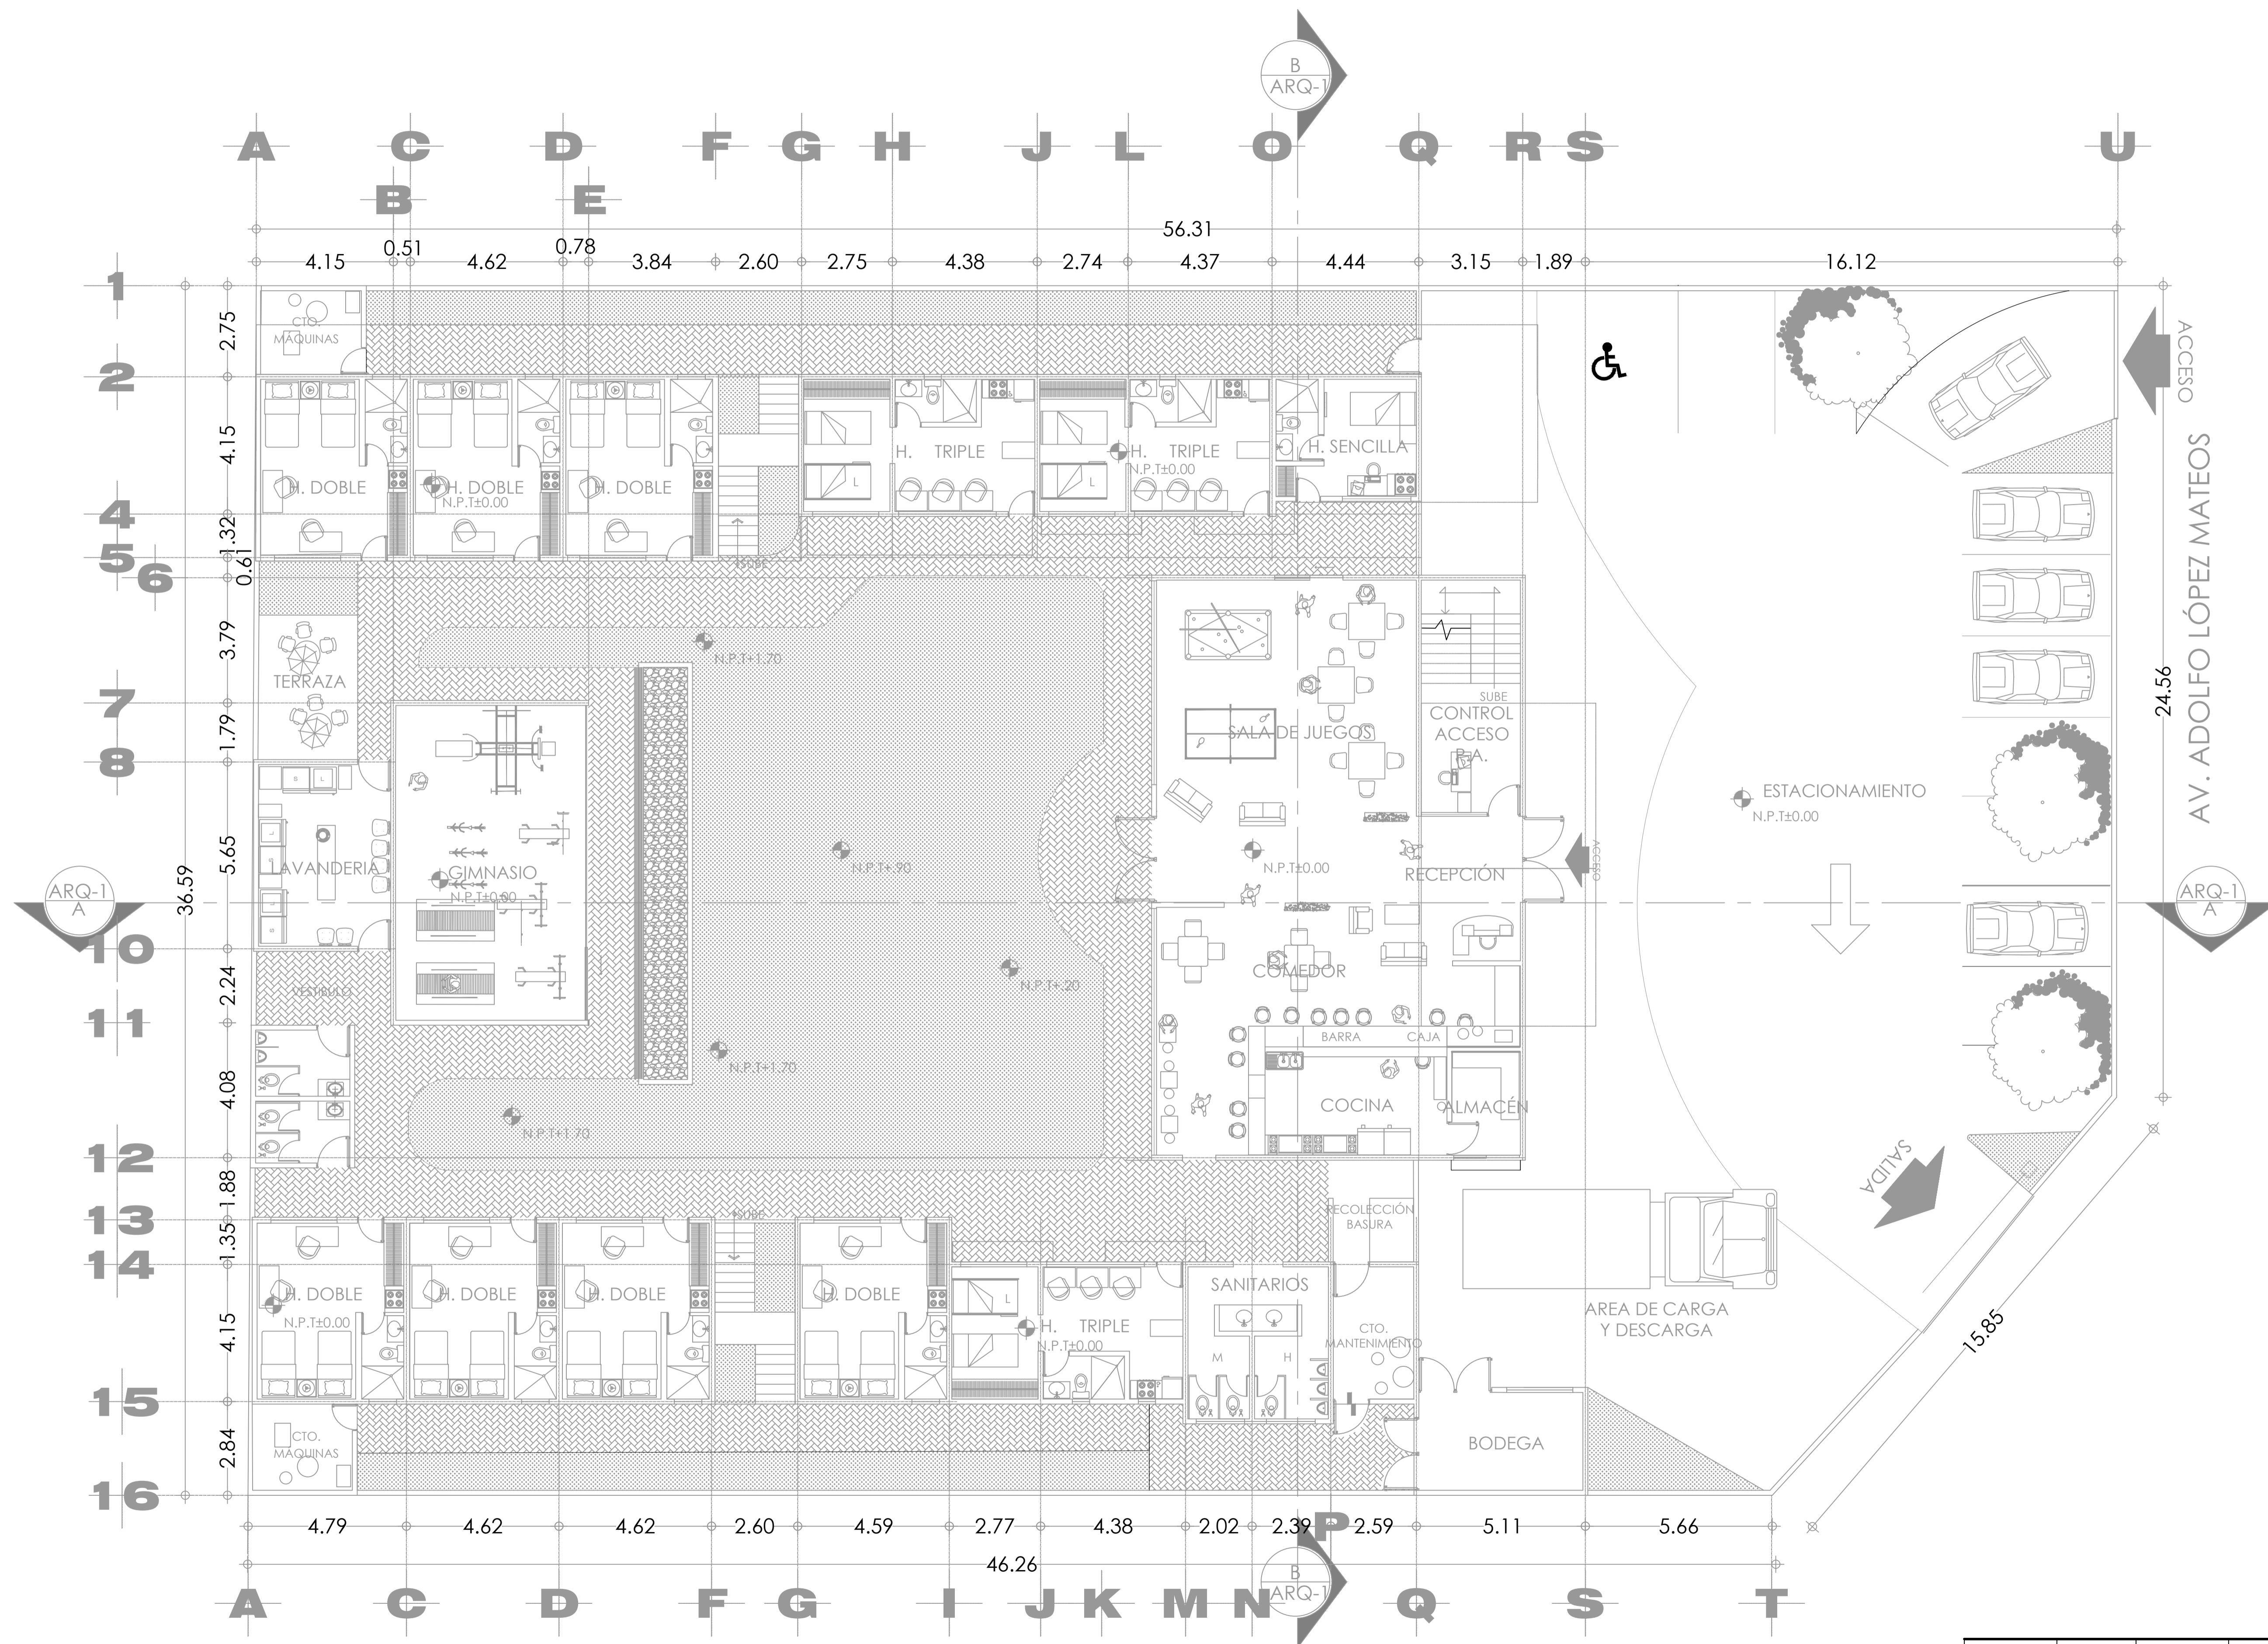 B
ARQ-1
A
C
D
F
G
H
J
L
O
Q
R
S
U
B
E
56.31
4.15
0.51
4.62
0.78
3.84
2.60
2.75
4.38
2.74
4.37
4.44
3.15
1.89
16.12
1
2
4
5
6
7
8
10
11
12
13
14
15
16
2.75
4.15
1.32
0.61
3.79
1.79
5.65
2.24
4.08
1.88
1.35
4.15
2.84
36.59
ARQ-1
A
CTO.
MAQUINAS
H. DOBLE
H. DOBLE
N.P.T±0.00
H. DOBLE
SUBE
H. TRIPLE
L
H. TRIPLE
N.P.T±0.00
L
H. SENCILLA
ACCESO
AV. ADOLFO LÓPEZ MATEOS
24.56
TERRAZA
N.P.T+1.70
SALA DE JUEGOS
SUBE
CONTROL
ACCESO
P.A.
ESTACIONAMIENTO
N.P.T±0.00
S
L
LAVANDERIA
L
S
L
S
GIMNASIO
N.P.T±0.00
N.P.T+.90
N.P.T±0.00
RECEPCIÓN
ACCESO
ARQ-1
A
VESTIBULO
N.P.T+.20
COMEDOR
N.P.T+1.70
BARRA
CAJA
N.P.T+1.70
COCINA
ALMACÉN
SALIDA
SUBE
RECOLECCIÓN
BASURA
H. DOBLE
N.P.T±0.00
H. DOBLE
H. DOBLE
H. DOBLE
L
H. TRIPLE
N.P.T±0.00
SANITARIOS
M
H
CTO.
MANTENIMIENTO
AREA DE CARGA
Y DESCARGA
15.85
CTO.
MAQUINAS
BODEGA
4.79
4.62
4.62
2.60
4.59
2.77
4.38
2.02
2.39
P
2.59
5.11
5.66
46.26
B
ARQ-1
A
C
D
F
G
I
J
K
M
N
Q
S
T